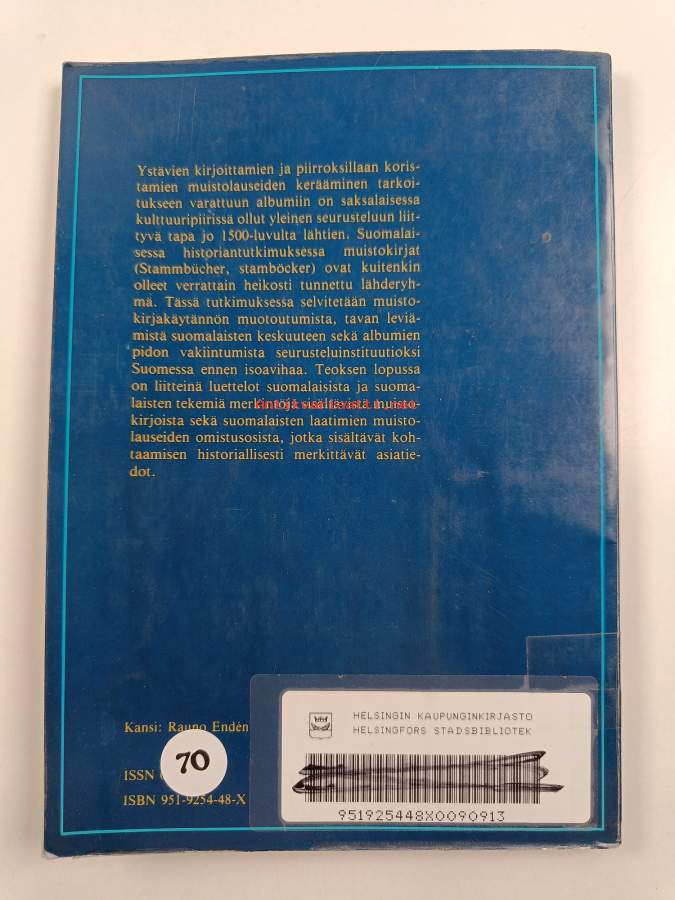 Ystävien kirjoittamien ja piirroksillaan koris-
tamien muistolauseiden kerääminen tarkoi-
tukseen varattuun albumiin on saksalaisessa
kulttuuripiirissä ollut yleinen seurusteluun liit-
tyvä tapa jo 1500-luvulta lähtien. Suomalai-
sessa historiantutkimuksessa muistokirjat
(Stammbücher, stamböcker) ovat kuitenkin
olleet verrattain heikosti tunnettu lähderyh-
mä. Tässä tutkimuksessa selvitetään muisto-
kirjakäytännön muotoutumista, tavan leviä-
mistä suomalaisten keskuuteen sekä albumien
pidon vakiintumista seurusteluinstituutioksi
Suomessa ennen isoavihaa. Teoksen lopussa
on liitteinä luettelot suomalaisista ja suoma-
laisten tekemiä merkintöjä sisältävistä muisto-
kirjoista sekä suomalaisten laatimien muisto-
lauseiden omistusosista, jotka sisältävät koh-
taamisen historiallisesti merkittävät asiatie-
dot.
Kansi: Rauno Endén
70
ISSN
ISBN 951-9254-48-X
HELSINGIN KAUPUNGINKIRJASTO
HELSINGFORS STADSBIBLIOTEK
951925448X0090913